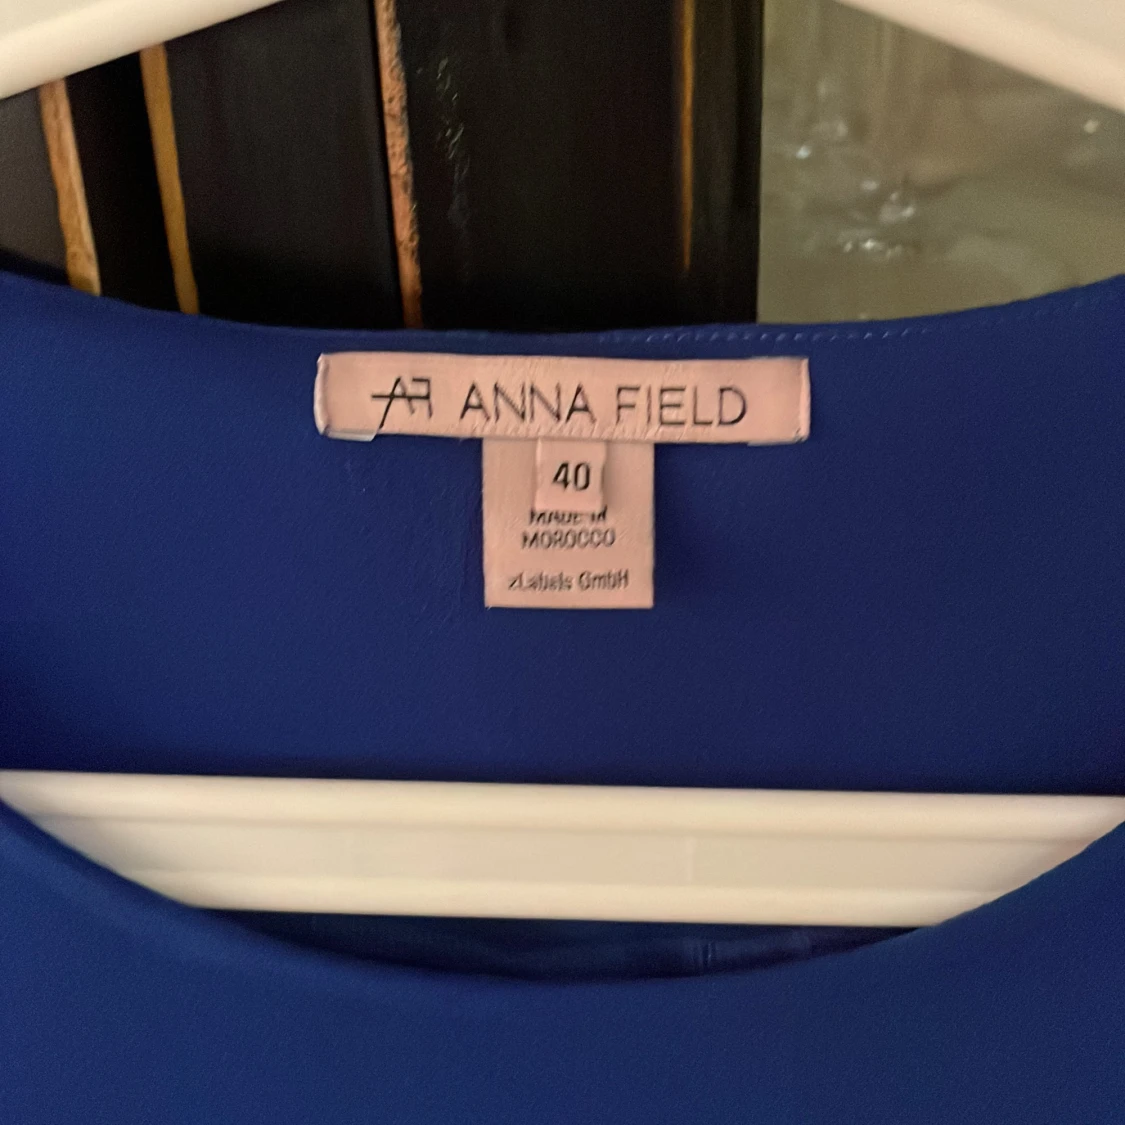 AF ANNA FIELD
40
MADE IN
MOROCCO
zLabels GmbH